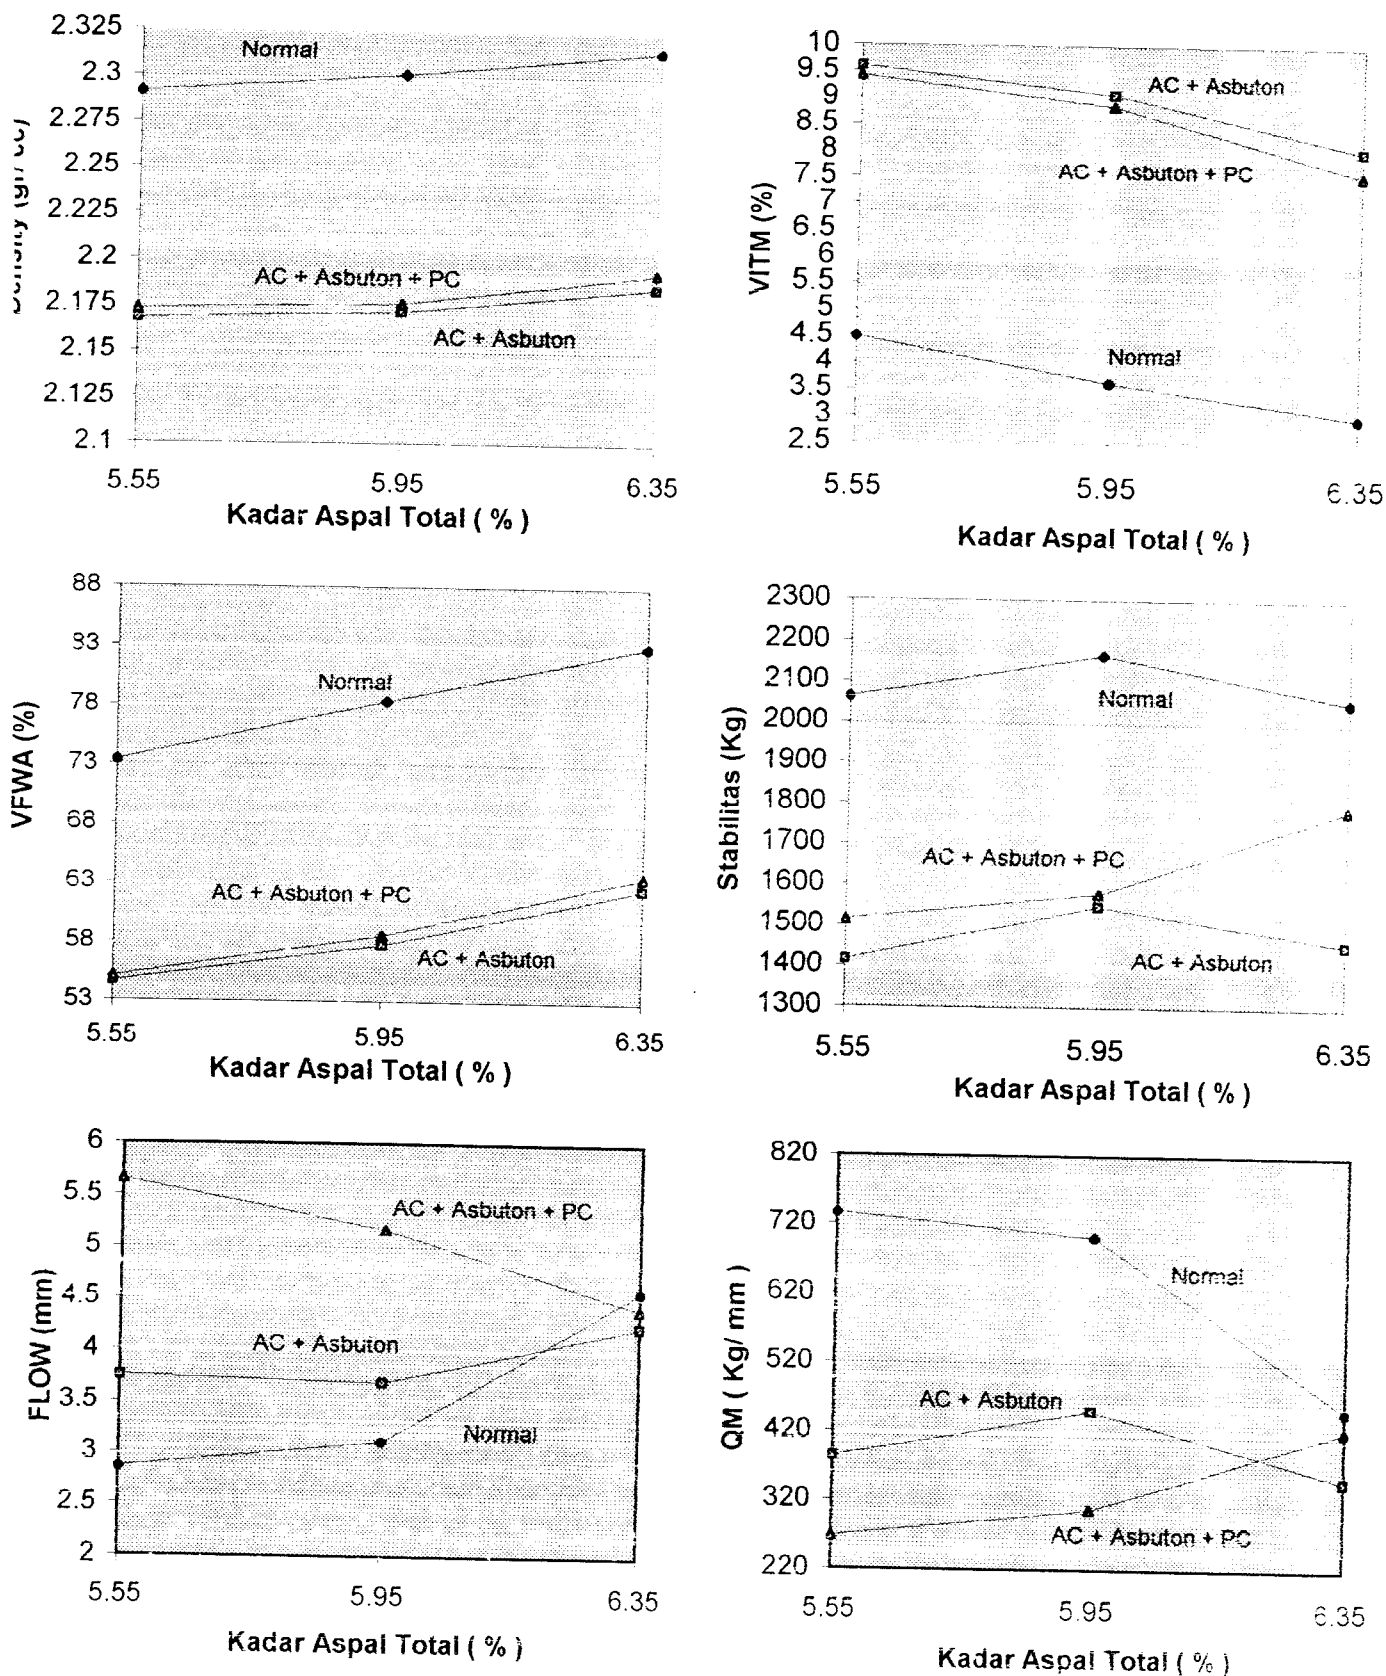 2.325
2.3
2.275
2.25
2.225
2.2
2.175
2.15
2.125
2.1
Density (gr/ cc)
Normal
AC + Asbuton + PC
AC + Asbuton
5.55
5.95
6.35
Kadar Aspal Total ( % )
10
9.5
9
8.5
8
7.5
7
6.5
6
5.5
5
4.5
4
3.5
3
2.5
VITM (%)
AC + Asbuton
AC + Asbuton + PC
Normal
5.55
5.95
6.35
Kadar Aspal Total ( % )
88
83
78
73
68
63
58
53
VFWA (%)
Normal
AC + Asbuton + PC
AC + Asbuton
5.55
5.95
6.35
Kadar Aspal Total ( % )
2300
2200
2100
2000
1900
1800
1700
1600
1500
1400
1300
Stabilitas (Kg)
Normal
AC + Asbuton + PC
AC + Asbuton
5.55
5.95
6.35
Kadar Aspal Total ( % )
6
5.5
5
4.5
4
3.5
3
2.5
2
FLOW (mm)
AC + Asbuton + PC
AC + Asbuton
Normal
5.55
5.95
6.35
Kadar Aspal Total ( % )
820
720
620
520
420
320
220
QM ( Kg/ mm )
Normal
AC + Asbuton
AC + Asbuton + PC
5.55
5.95
6.35
Kadar Aspal Total ( % )